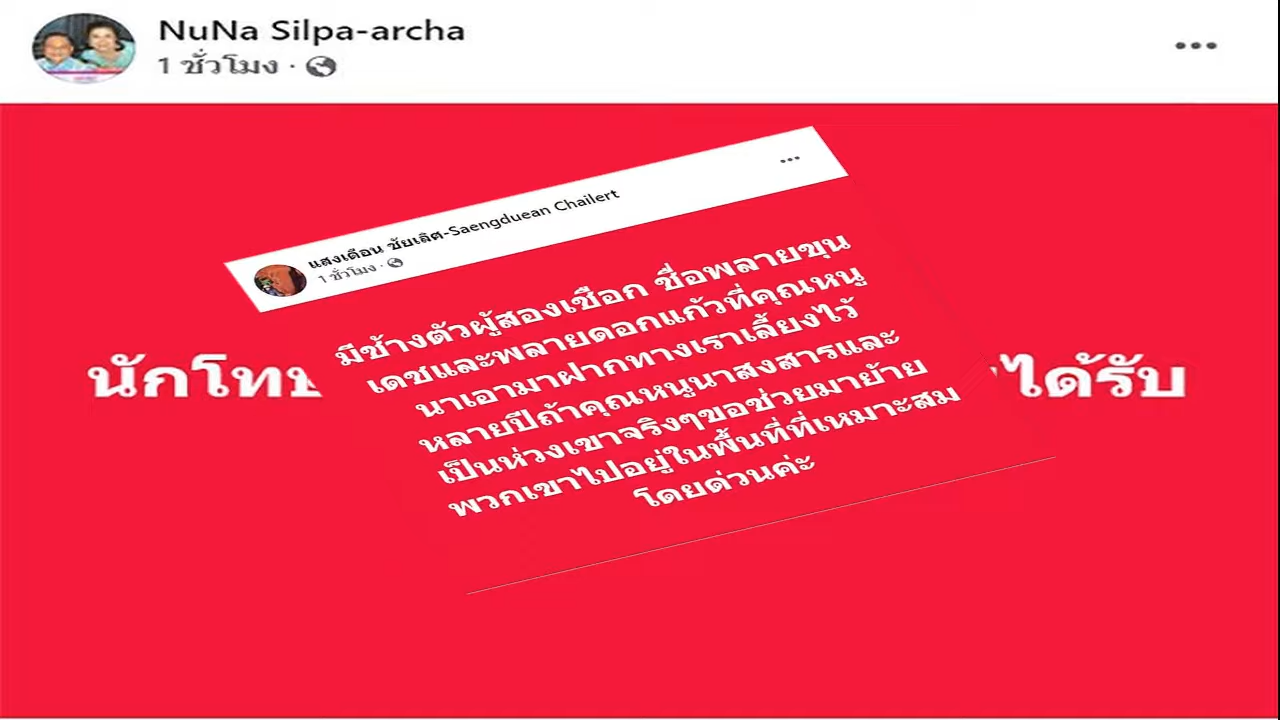 NuNa Silpa-archa
1 ชั่วโมง
แสงเดือน ชัยเลิศ-Saengduean Chailert
1 ชั่วโมง
มีช้างตัวผู้สองเชือก ชื่อพลายขุน
เดชและพลายดอกแก้วที่คุณหนู
นาเอามาฝากทางเราเลี้ยงไว้
หลายปีถ้าคุณหนูนาสงสารและ
เป็นห่วงเขาจริงๆขอช่วยมาย้าย
พวกเขาไปอยู่ในพื้นที่ที่เหมาะสม
โดยด่วนค่ะ
นักโทษ ได้รับ